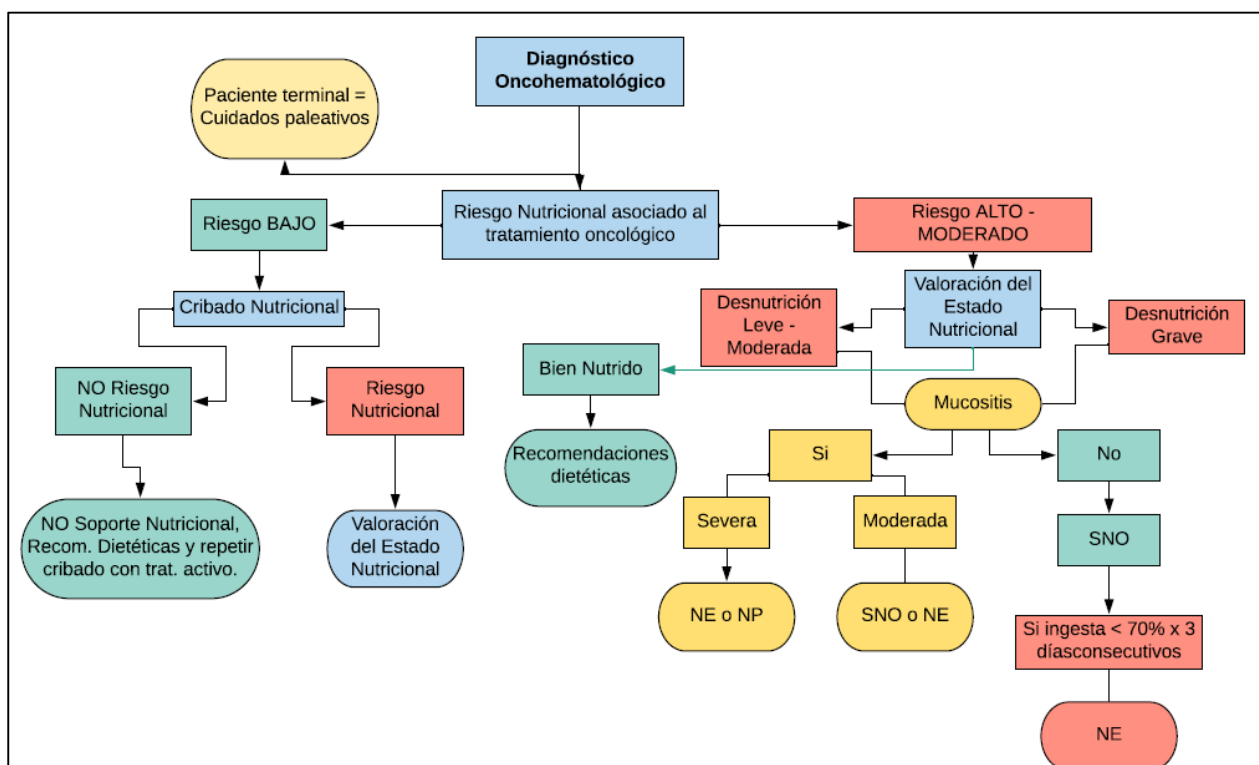 Diagnóstico
Oncohematológico
Paciente terminal =
Cuidados paleativos
Riesgo Nutricional asociado al
tratamiento oncológico
Riesgo BAJO
Riesgo ALTO -
MODERADO
Cribado Nutricional
Valoración del
Estado
Nutricional
Desnutrición
Leve -
Moderada
Desnutrición
Grave
NO Riesgo
Nutricional
Riesgo
Nutricional
Bien Nutrido
Mucositis
Recomendaciones
dietéticas
Si
No
NO Soporte Nutricional,
Recom. Dietéticas y repetir
cribado con trat. activo.
Valoración
del Estado
Nutricional
Severa
Moderada
SNO
NE o NP
SNO o NE
Si ingesta < 70% x 3
díasconsecutivos
NE